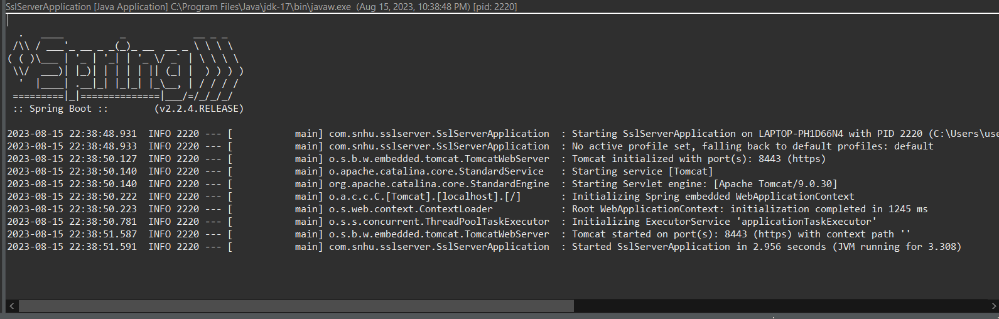 SslServerApplication [Java Application] C:\Program Files\Java\jdk-17\bin\javaw.exe  (Aug 15, 2023, 10:38:48 PM) [pid: 2220]
  .   ____          _            __ _ _
 /\\ / ___'_ __ _ _(_)_ __  __ _ \ \ \ \
( ( )\___ | '_ | '_| | '_ \/ _` | \ \ \ \
 \\/  ___)| |_)| | | | | || (_| |  ) ) ) )
  '  |____| .__|_| |_|_| |_\__, | / / / /
 =========|_|==============|___/=/_/_/_/
 :: Spring Boot ::        (v2.2.4.RELEASE)
2023-08-15 22:38:48.931  INFO 2220 --- [           main] com.snhu.sslserver.SslServerApplication  : Starting SslServerApplication on LAPTOP-PH1D66N4 with PID 2220 (C:\Users\use
2023-08-15 22:38:48.933  INFO 2220 --- [           main] com.snhu.sslserver.SslServerApplication  : No active profile set, falling back to default profiles: default
2023-08-15 22:38:50.127  INFO 2220 --- [           main] o.s.b.w.embedded.tomcat.TomcatWebServer  : Tomcat initialized with port(s): 8443 (https)
2023-08-15 22:38:50.140  INFO 2220 --- [           main] o.apache.catalina.core.StandardService   : Starting service [Tomcat]
2023-08-15 22:38:50.140  INFO 2220 --- [           main] org.apache.catalina.core.StandardEngine  : Starting Servlet engine: [Apache Tomcat/9.0.30]
2023-08-15 22:38:50.222  INFO 2220 --- [           main] o.a.c.c.C.[Tomcat].[localhost].[/]       : Initializing Spring embedded WebApplicationContext
2023-08-15 22:38:50.223  INFO 2220 --- [           main] o.s.web.context.ContextLoader            : Root WebApplicationContext: initialization completed in 1245 ms
2023-08-15 22:38:50.781  INFO 2220 --- [           main] o.s.s.concurrent.ThreadPoolTaskExecutor  : Initializing ExecutorService 'applicationTaskExecutor'
2023-08-15 22:38:51.587  INFO 2220 --- [           main] o.s.b.w.embedded.tomcat.TomcatWebServer  : Tomcat started on port(s): 8443 (https) with context path ''
2023-08-15 22:38:51.591  INFO 2220 --- [           main] com.snhu.sslserver.SslServerApplication  : Started SslServerApplication in 2.956 seconds (JVM running for 3.308)